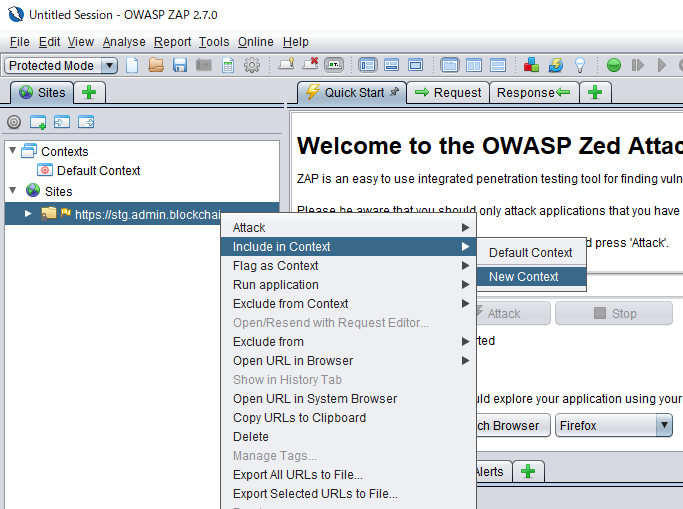 Untitled Session - OWASP ZAP 2.7.0
File Edit View Analyse Report Tools Online Help
Protected Mode
Sites
Quick Start
Request
Response
Welcome to the OWASP Zed Attac
ZAP is an easy to use integrated penetration testing tool for finding vuln
Please be aware that you should only attack applications that you have
d press 'Attack'.
Contexts
Default Context
Sites
https://stg.admin.blockchai
Attack
Include in Context
Flag as Context
Run application
Exclude from Context
Open/Resend with Request Editor...
Exclude from
Open URL in Browser
Show in History Tab
Open URL in System Browser
Copy URLs to Clipboard
Delete
Manage Tags...
Export All URLs to File...
Export Selected URLs to File...
Default Context
New Context
Attack
Stop
rted
uld explore your application using your
ch Browser
Firefox
Alerts